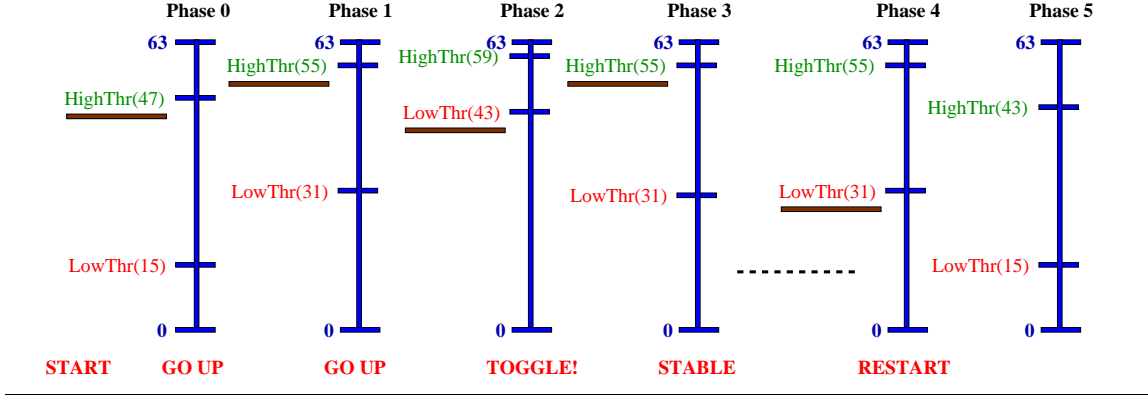 Phase 0 Phase 1 Phase 2 Phase 3 Phase 4 Phase 5
63 63 63 63 63 63
HighThr(47) HighThr(55) HighThr(59) HighThr(55) HighThr(55) HighThr(43)
LowThr(15) LowThr(31) LowThr(43) LowThr(31) LowThr(31) LowThr(15)
0 0 0 0 0 0
START GO UP GO UP TOGGLE! STABLE RESTART